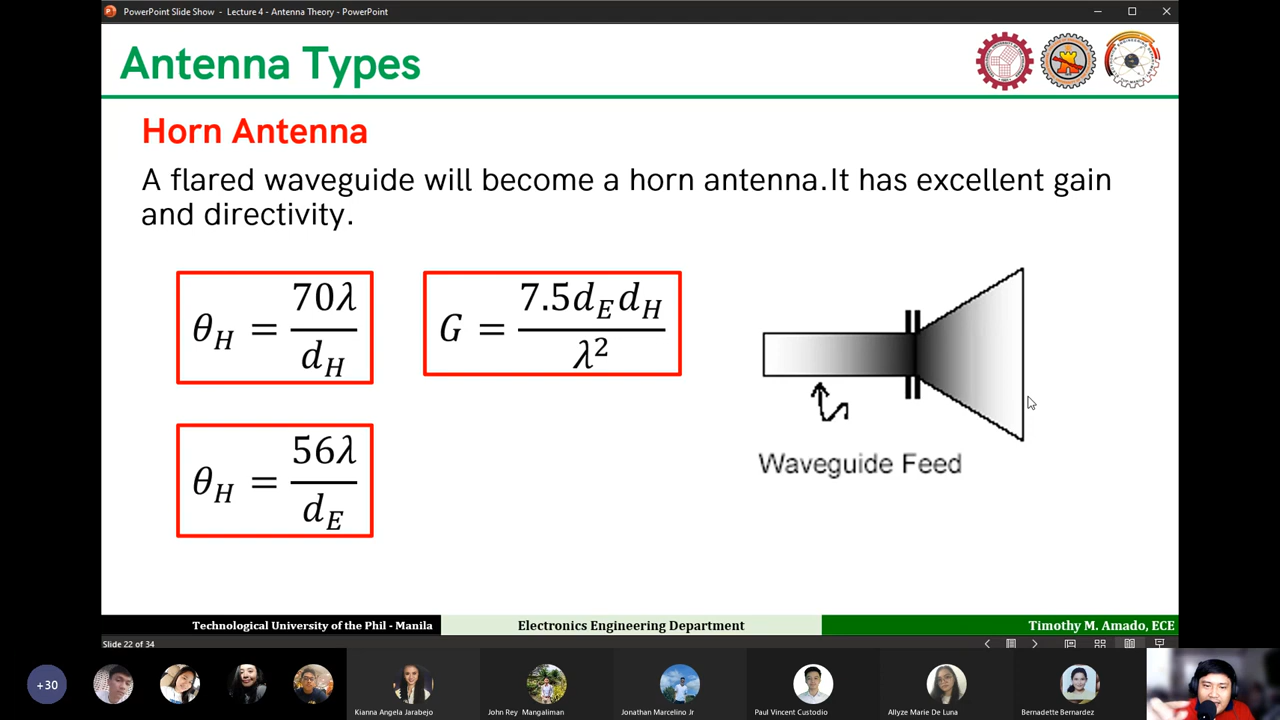 PowerPoint Slide Show - Lecture 4 - Antenna Theory - PowerPoint
Antenna Types
Horn Antenna
A flared waveguide will become a horn antenna.It has excellent gain
and directivity.
θ_H = 70λ / d_H
G = 7.5d_E d_H / λ²
θ_H = 56λ / d_E
Waveguide Feed
Technological University of the Phil - Manila
Electronics Engineering Department
Timothy M. Amado, ECE
Slide 22 of 34
+30
Kianna Angela Jarabejo
John Rey Mangaliman
Jonathan Marcelino Jr
Paul Vincent Custodio
Allyze Marie De Luna
Bernadette Bernardez